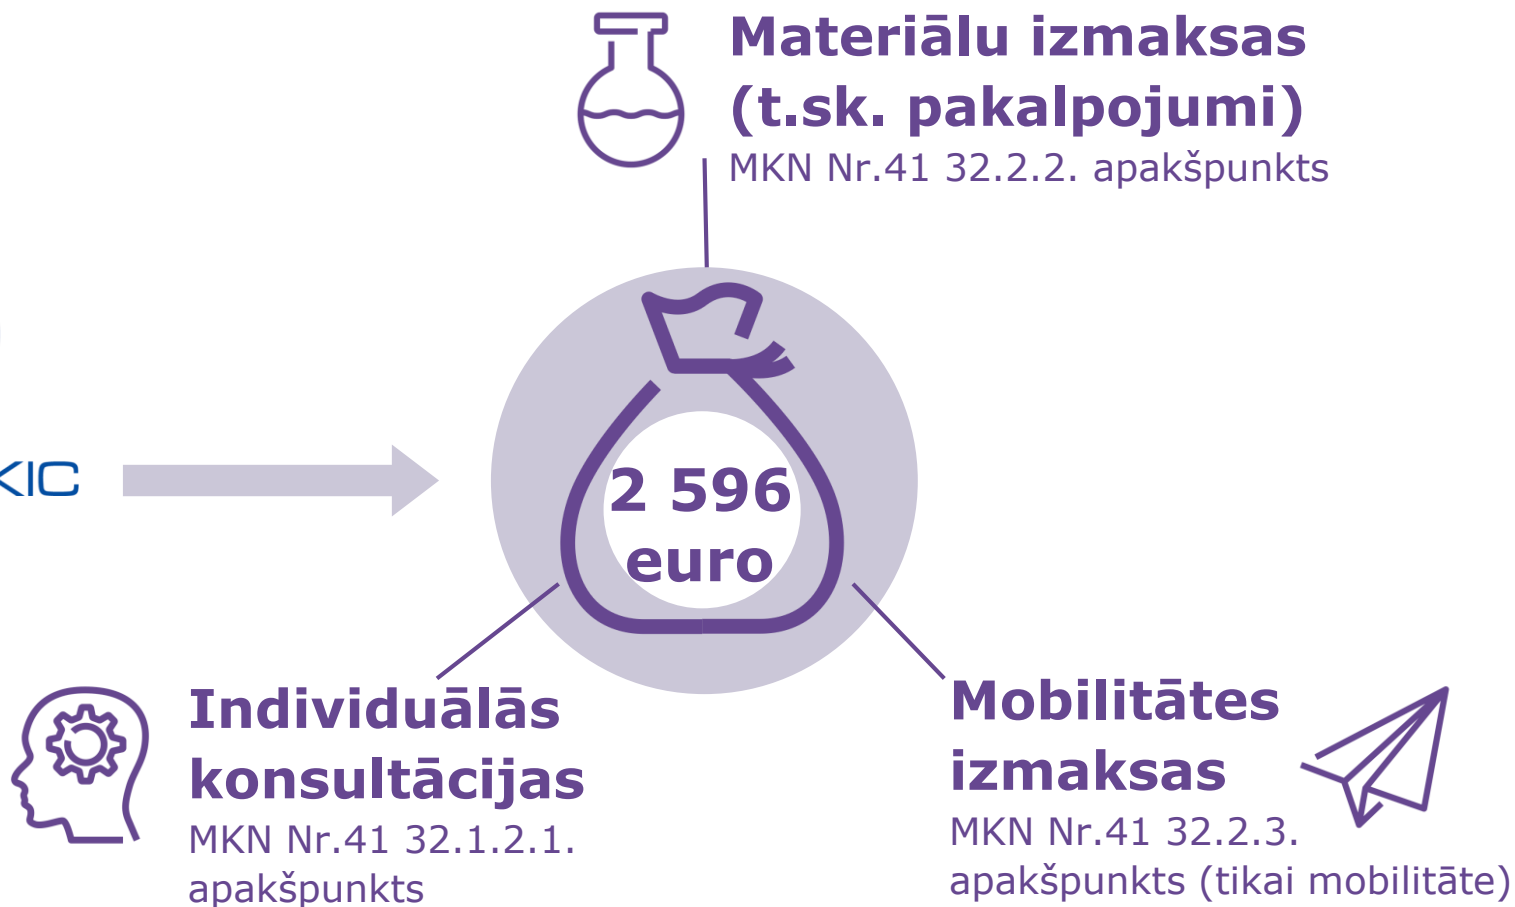 Materiālu izmaksas
(t.sk. pakalpojumi)
MKN Nr.41 32.2.2. apakšpunkts
KIC
2 596
euro
Individuālās
konsultācijas
MKN Nr.41 32.1.2.1.
apakšpunkts
Mobilitātes
izmaksas
MKN Nr.41 32.2.3.
apakšpunkts (tikai mobilitāte)